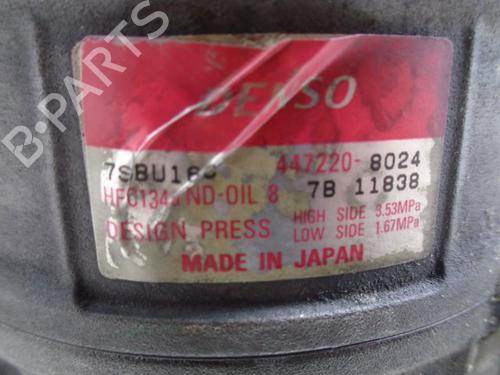 DENSO
7SBU16C 447220-8024
HFC134a ND-OIL 8 7B 11838
DESIGN PRESS HIGH SIDE 3.53MPa
LOW SIDE 1.67MPa
MADE IN JAPAN
B-PARTS